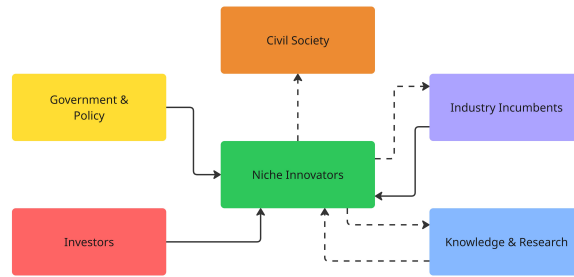 Civil Society
Government &
Policy
Industry Incumbents
Niche Innovators
Investors
Knowledge & Research